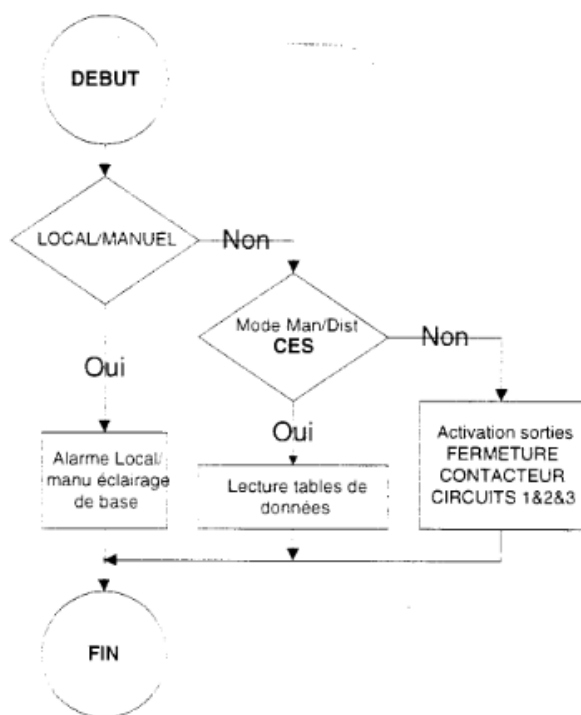 DEBUT
LOCAL/MANUEL
Non
Mode Man/Dist
CES
Non
Oui
Oui
Alarme Local/
manu éclairage
de base
Lecture tables de
données
Activation sorties
FERMETURE
CONTACTEUR
CIRCUITS 1&2&3
FIN